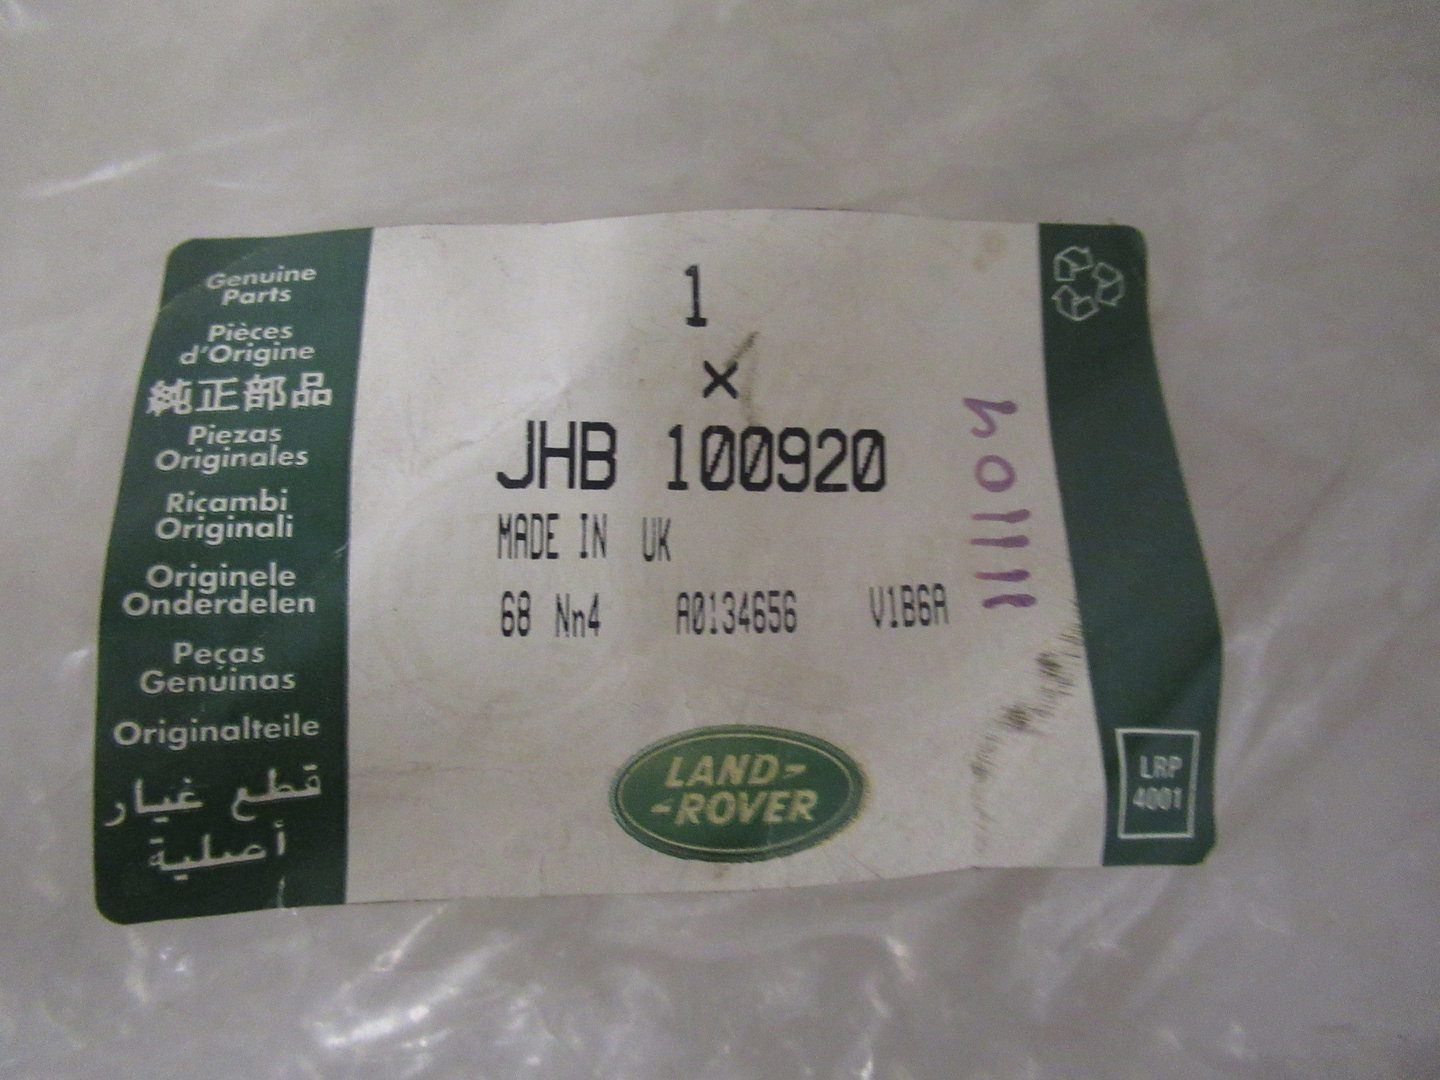 Genuine
Parts
Pièces
d'Origine
純正部品
Piezas
Originales
Ricambi
Originali
Originele
Onderdelen
Peças
Genuinas
Originalteile
قطع غيار
أصلية
1
×
JHB 100920
MADE IN UK
68 Nn4 A0134656 V1B6A
LAND-
-ROVER
LRP
4001